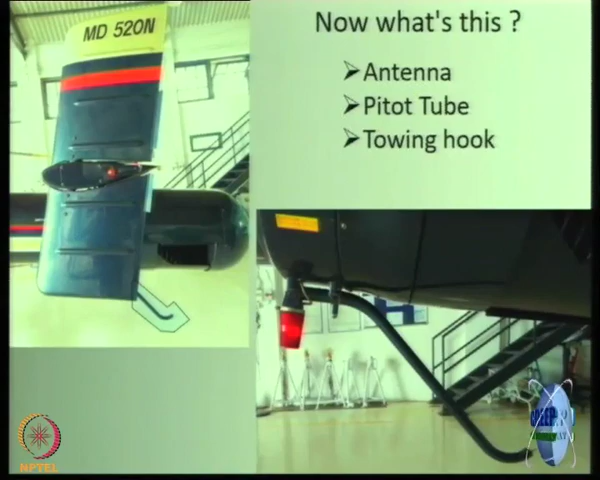 MD 520N
Now what's this ?
➢Antenna
➢Pitot Tube
➢Towing hook
H
NPTEL